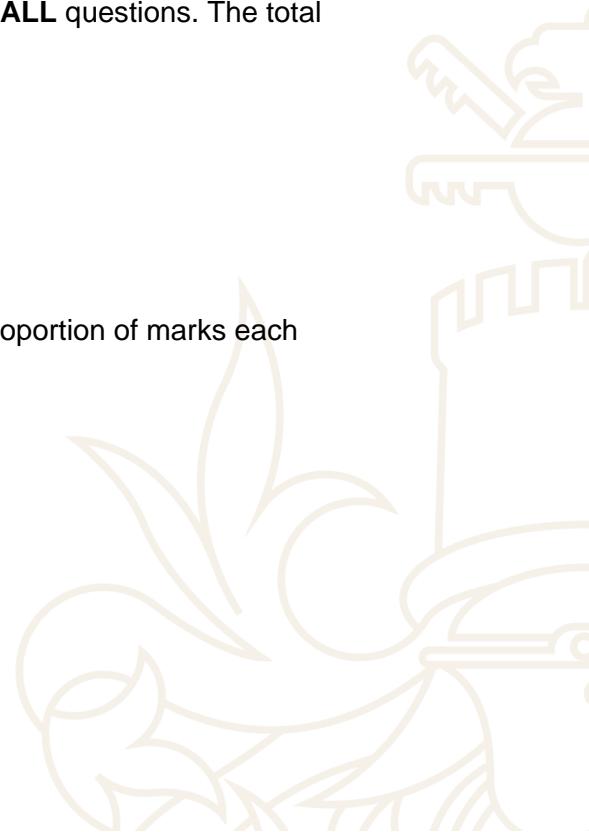 ALL questions. The total
oportion of marks each